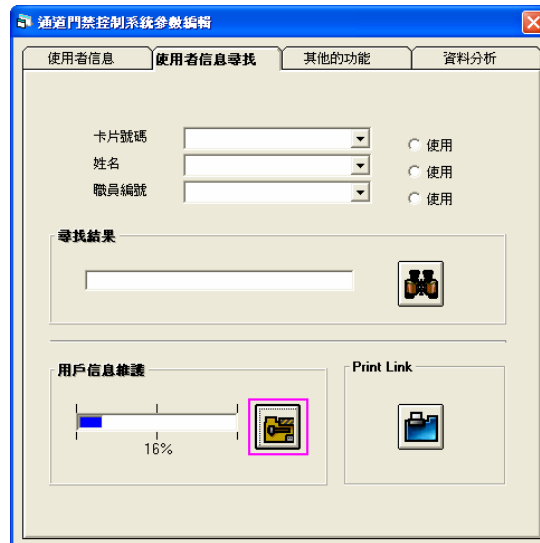 通道門禁控制系統參數編輯
使用者信息 使用者信息尋找 其他的功能 資料分析
卡片號碼 使用
姓名 使用
職員編號 使用
尋找結果
用戶信息維護 Print Link
16%